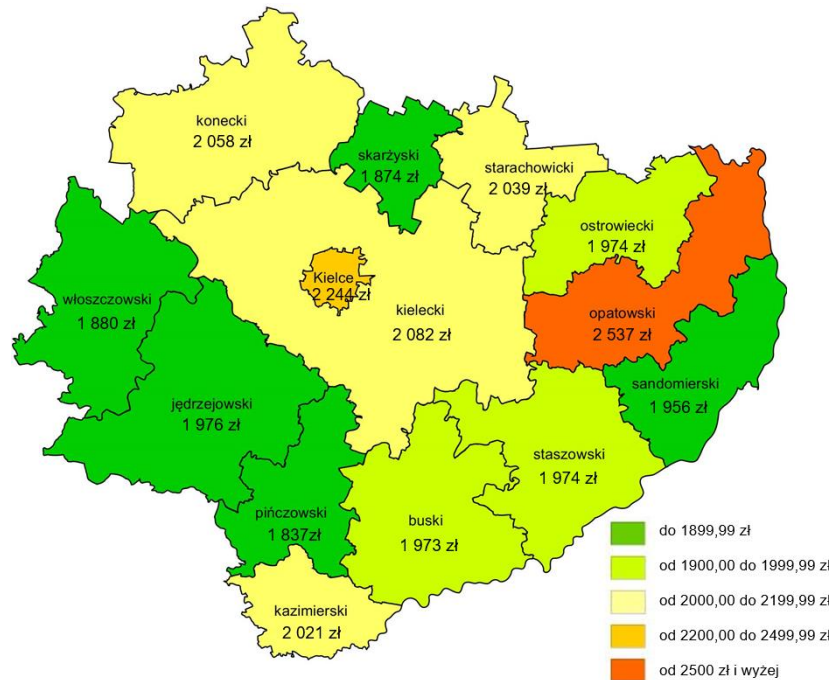 konecki
2 058 zł
skarżyski
1 874 zł
starachowicki
2 039 zł
ostrowiecki
1 974 zł
Kielce
2 244 zł
włoszczowski
1 880 zł
kielecki
2 082 zł
opatowski
2 537 zł
sandomierski
1 956 zł
jędrzejowski
1 976 zł
staszowski
1 974 zł
pińczowski
1 837zł
buski
1 973 zł
kazimierski
2 021 zł
do 1899,99 zł
od 1900,00 do 1999,99 zł
od 2000,00 do 2199,99 zł
od 2200,00 do 2499,99 zł
od 2500 zł i wyżej